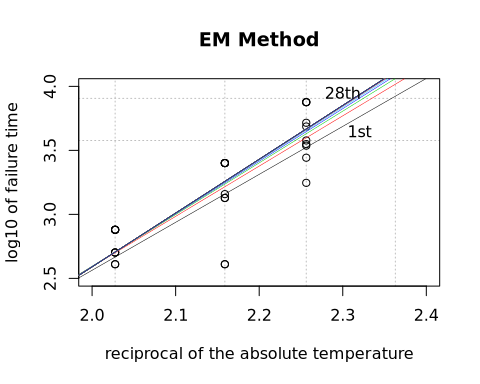 EM Method
log10 of failure time
4.0
3.5
3.0
2.5
28th
1st
2.0 2.1 2.2 2.3 2.4
reciprocal of the absolute temperature